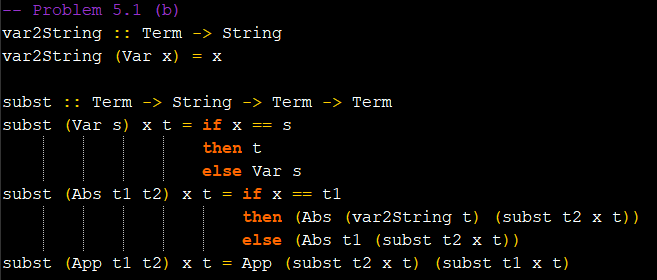 -- Problem 5.1 (b)
var2String :: Term -> String
var2String (Var x) = x

subst :: Term -> String -> Term -> Term
subst (Var s) x t = if x == s
                    then t
                    else Var s
subst (Abs t1 t2) x t = if x == t1
                        then (Abs (var2String t) (subst t2 x t))
                        else (Abs t1 (subst t2 x t))
subst (App t1 t2) x t = App (subst t2 x t) (subst t1 x t)